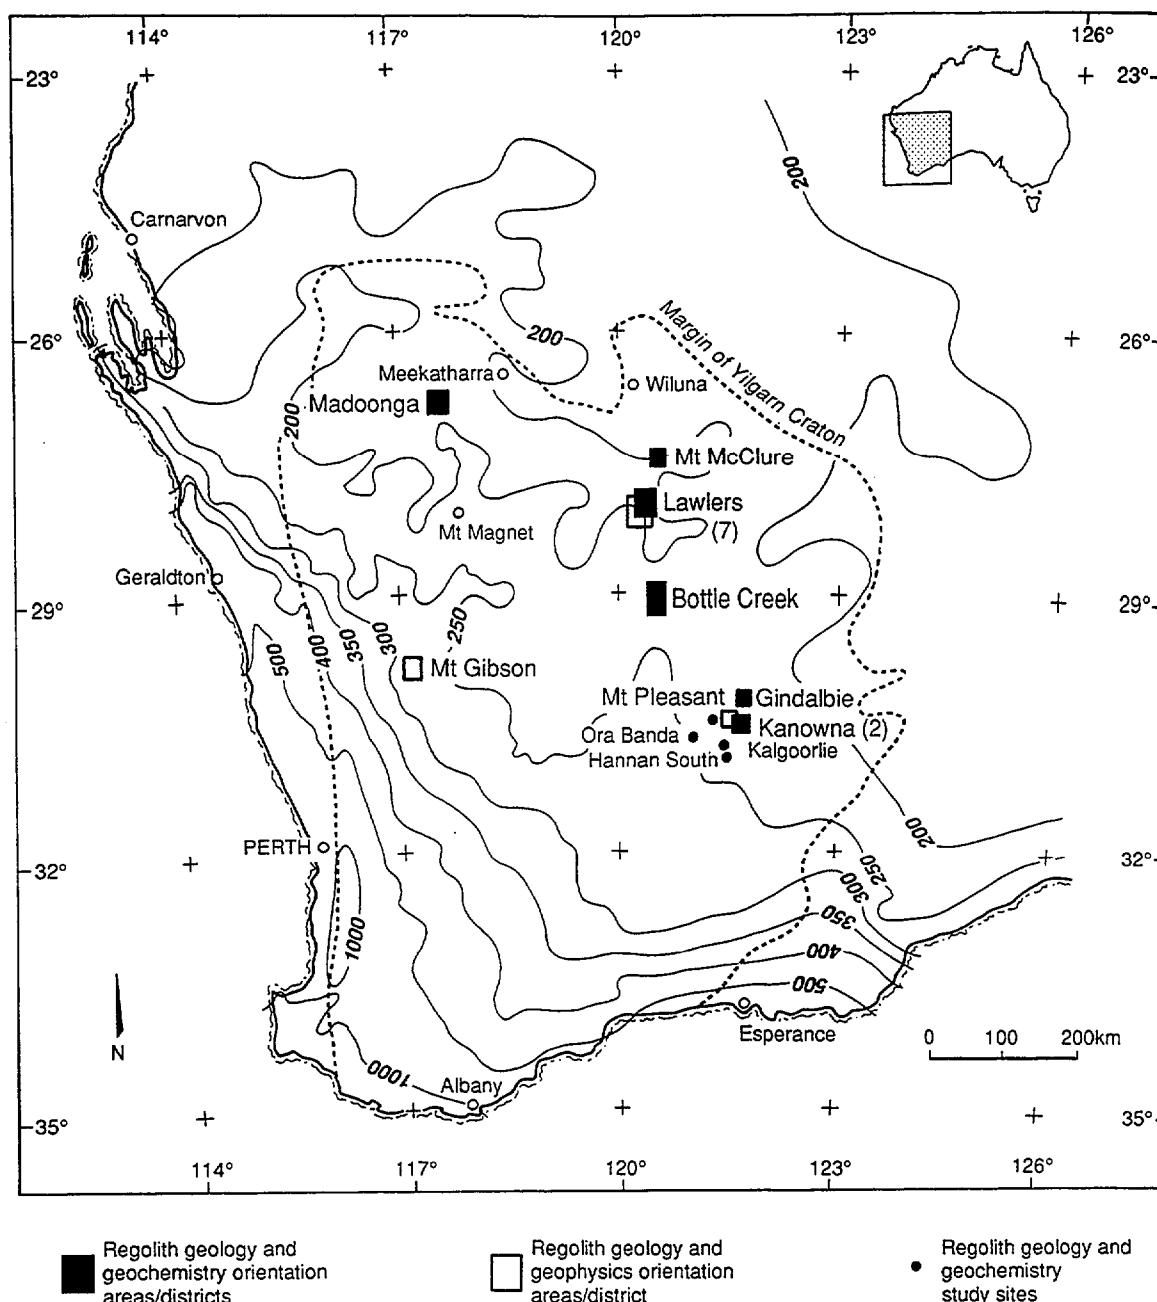 114° 117° 120° 123° 126°
23° 23°
200
Carnarvon
26° 26°
200
Margin of Yilgarn Craton
Meekatharra
Wiluna
Madoonga
200
Mt McClure
Lawlers
(7)
Mt Magnet
Geraldton
29° 29°
Bottle Creek
250
300
350
400
500
Mt Gibson
Mt Pleasant Gindalbie
Kanowna (2)
Ora Banda
Kalgoorlie
Hannan South
200
PERTH
32° 32°
250
300
350
1000
400
500
Esperance
N
0 100 200km
1000
Albany
35° 35°
114° 117° 120° 123° 126°
Regolith geology and
geochemistry orientation
areas/districts
Regolith geology and
geophysics orientation
areas/district
Regolith geology and
geochemistry
study sites